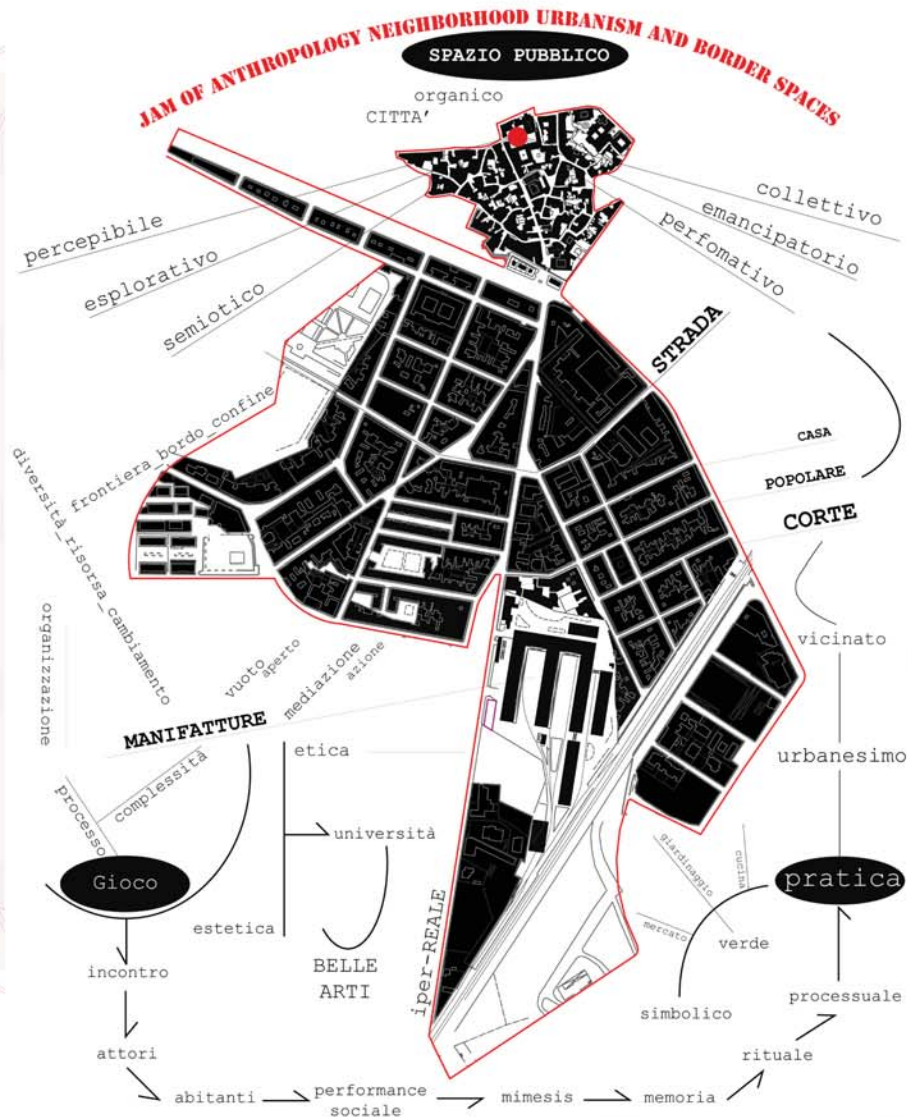 JAM OF ANTHROPOLOGY NEIGHBORHOOD URBANISM AND BORDER SPACES
SPAZIO PUBBLICO
organico
CITTA'
percepibile
esplorativo
semiotico
collettivo
emancipatorio
perfomativo
STRADA
CASA
POPOLARE
CORTE
frontiera_bordo_confine
diversità_risorsa_cambiamento
organizzazione
vuoto
aperto
mediazione
azione
MANIFATTURE
vicinato
urbanesimo
pratica
processo
complessità
Gioco
etica
università
estetica
BELLE
ARTI
iper-REALE
giardinaggio
cucina
mercato
verde
simbolico
incontro
attori
abitanti
performance
sociale
mimesis
memoria
rituale
processuale